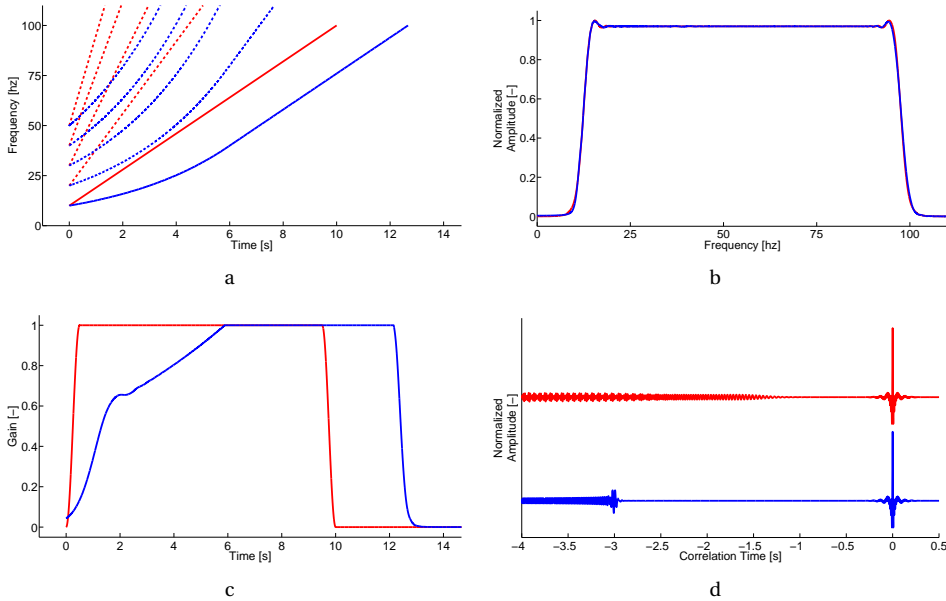 100
75
50
25
0
Frequency [hz]
0 2 4 6 8 10 12 14
Time [s]
a
1
0.8
0.6
0.4
0.2
0
Normalized
Amplitude [–]
0 25 50 75 100
Frequency [hz]
b
1
0.8
0.6
0.4
0.2
0
Gain [–]
0 2 4 6 8 10 12 14
Time [s]
c
Normalized
Amplitude [–]
−4 −3.5 −3 −2.5 −2 −1.5 −1 −0.5 0 0.5
Correlation Time [s]
d